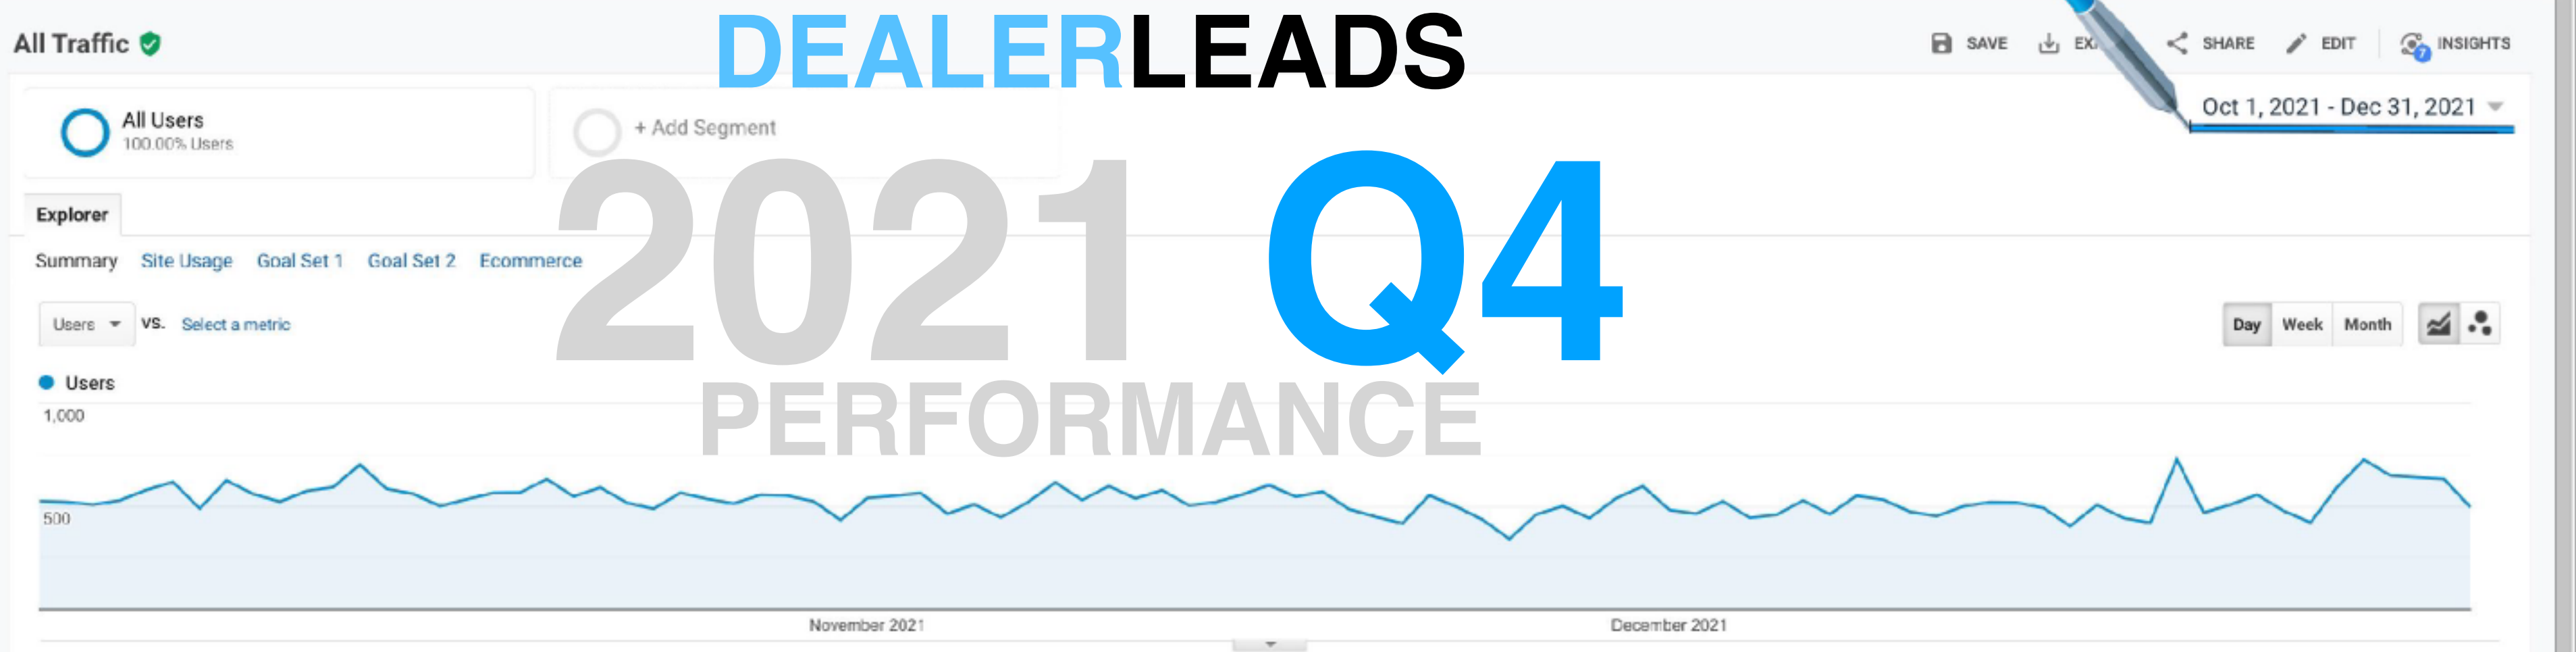 DEALERLEADS
All Traffic
SAVE
SHARE
EDIT
7
INSIGHTS
All Users
100.00% Users
+ Add Segment
Oct 1, 2021 - Dec 31, 2021
2021 Q4
PERFORMANCE
Explorer
Summary Site Usage Goal Set 1 Goal Set 2 Ecommerce
Users VS. Select a metric
Day Week Month
Users
1,000
500
November 2021 December 2021